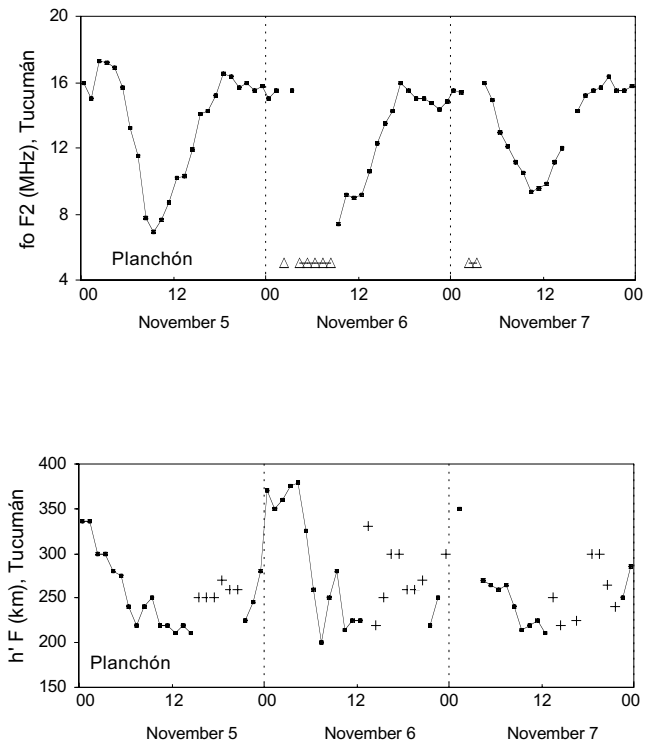 20
16
12
8
4
fo F2 (MHz), Tucumán
Planchón
00 12 00 12 00 12 00
November 5 November 6 November 7
400
350
300
250
200
150
h' F (km), Tucumán
Planchón
00 12 00 12 00 12 00
November 5 November 6 November 7